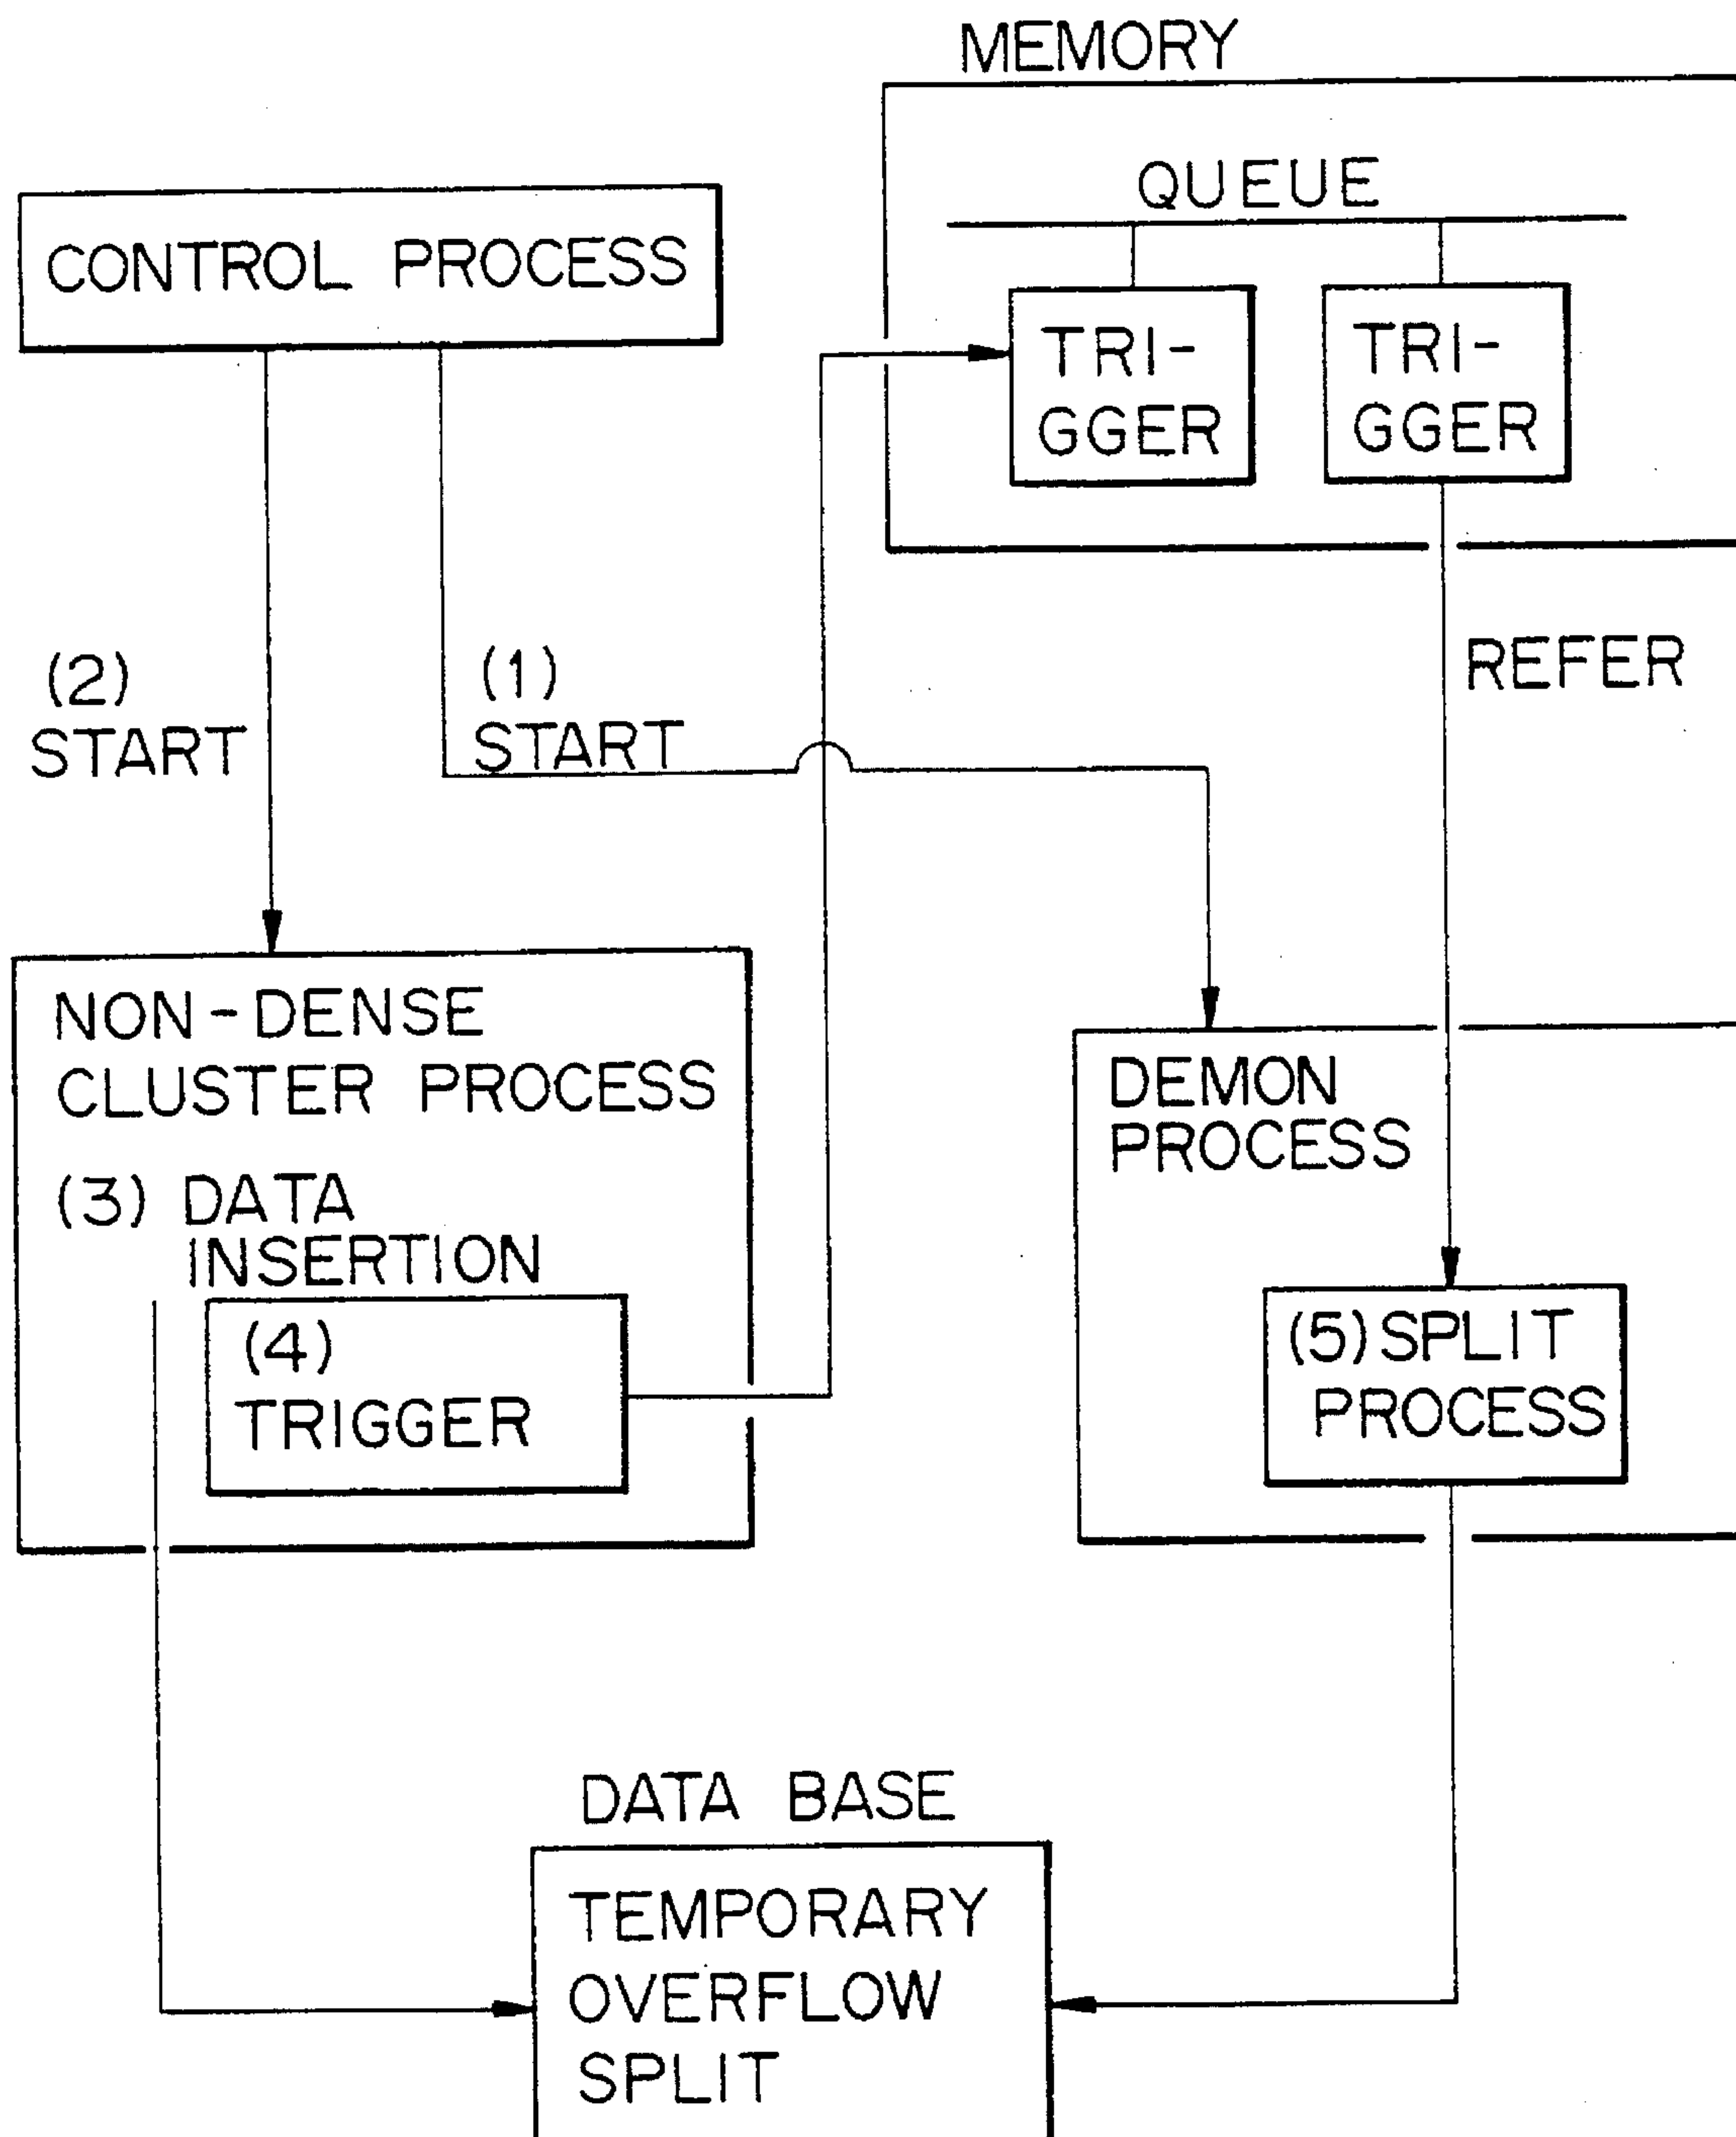 MEMORY
QUEUE
CONTROL PROCESS
TRI-
GGER
TRI-
GGER
(2)
START
(1)
START
REFER
NON-DENSE
CLUSTER PROCESS
(3) DATA
INSERTION
(4)
TRIGGER
DEMON
PROCESS
(5) SPLIT
PROCESS
DATA BASE
TEMPORARY
OVERFLOW
SPLIT